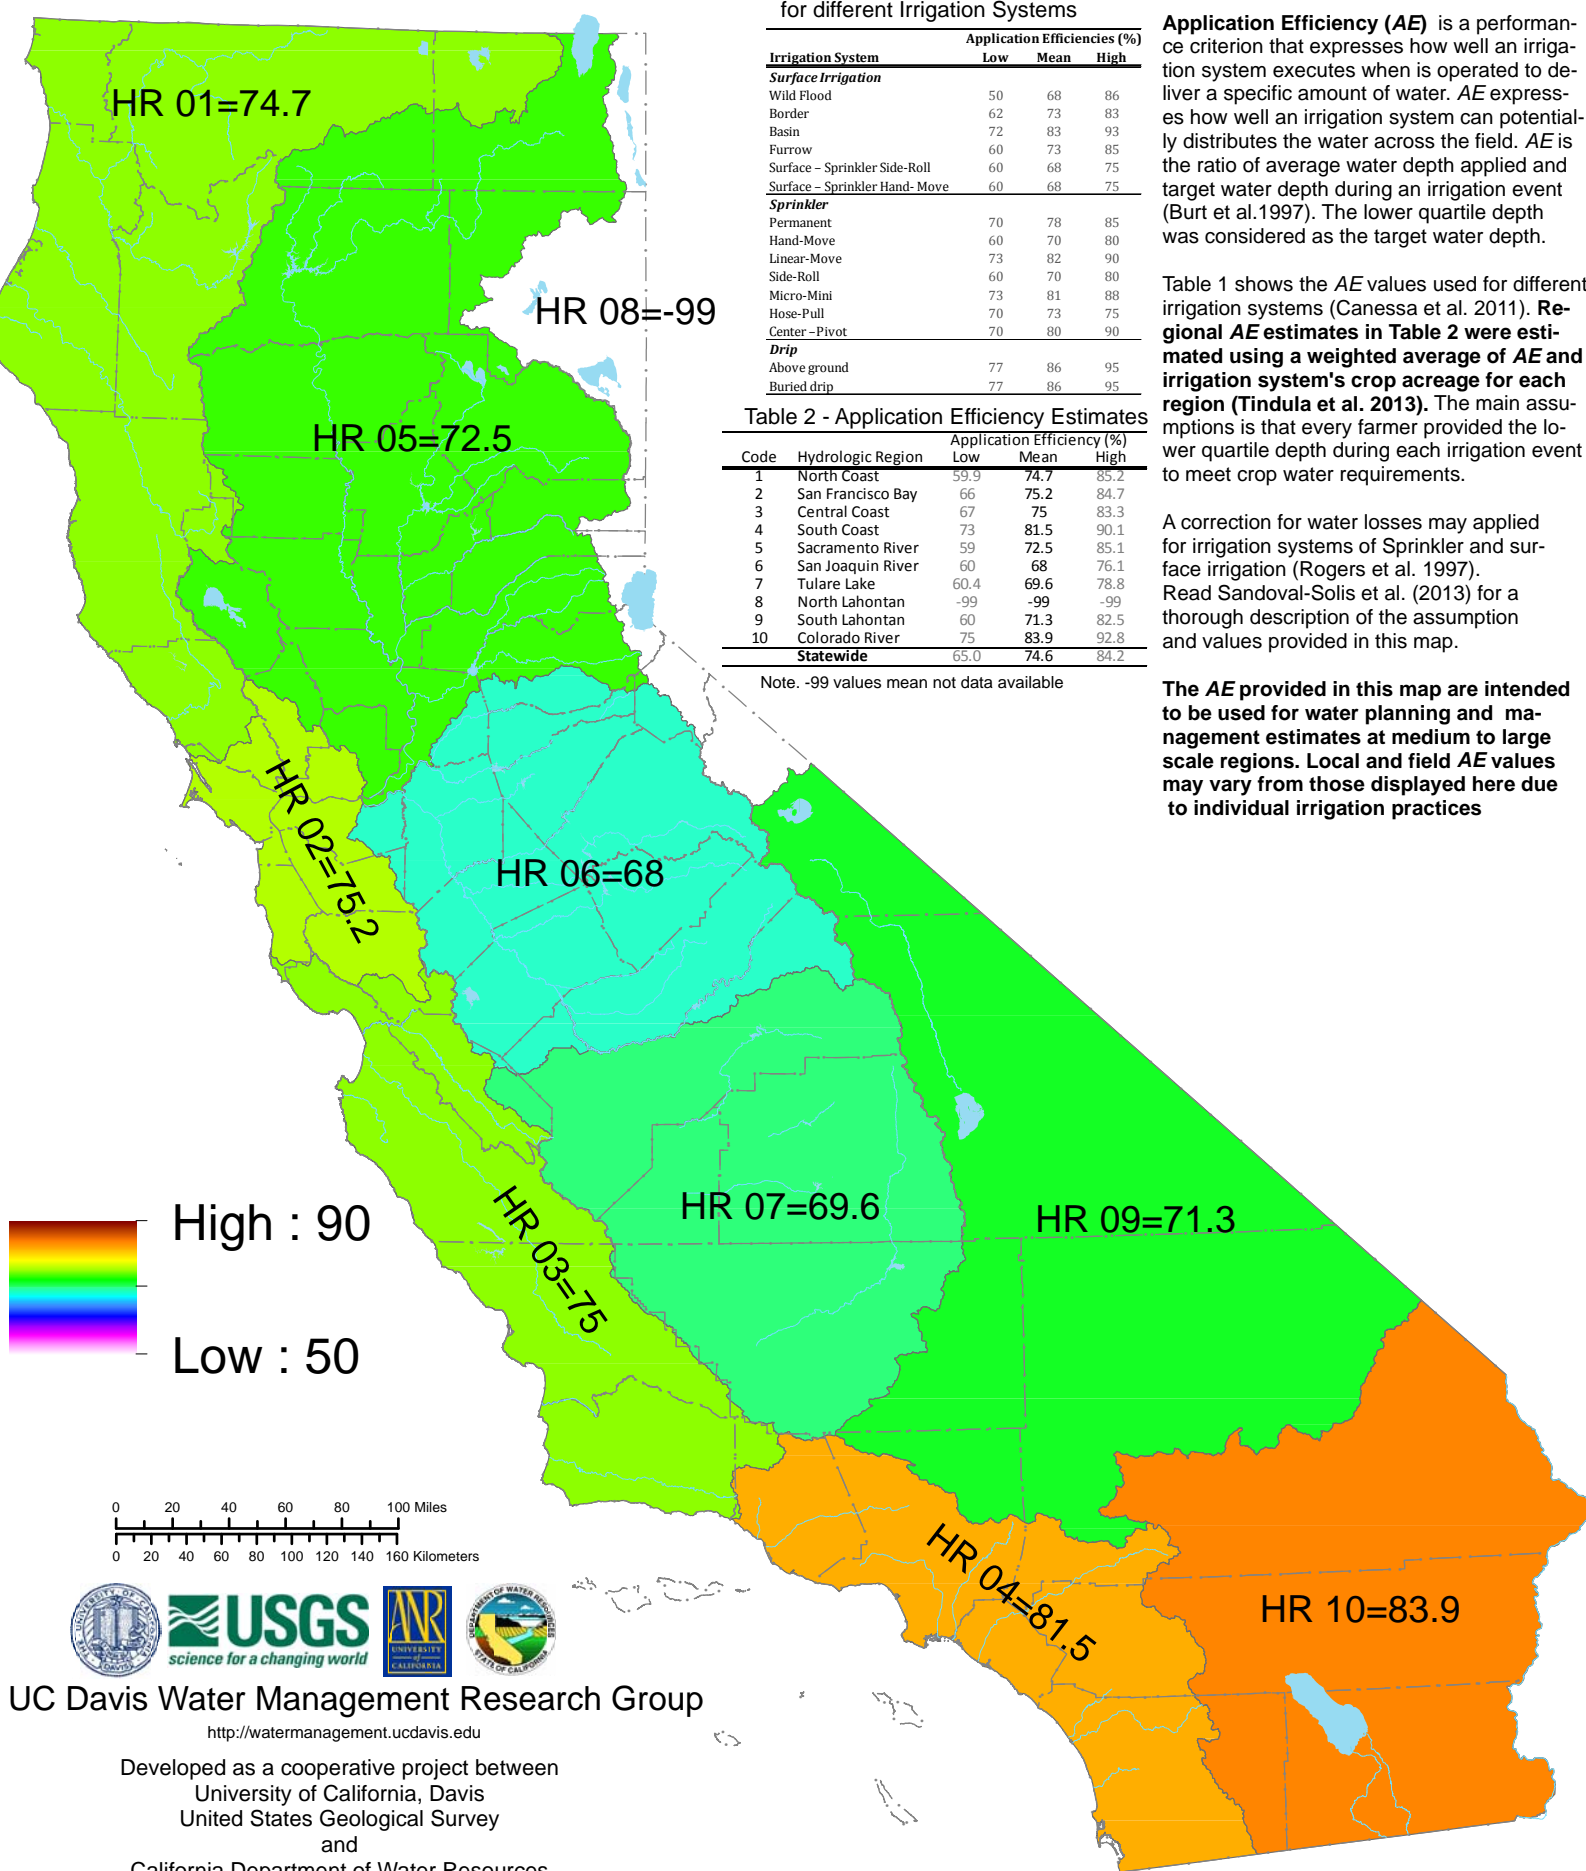 for different Irrigation Systems
Application Efficiencies (%)
Irrigation System Low Mean High
Surface Irrigation
Wild Flood 50 68 86
Border 62 73 83
Basin 72 83 93
Furrow 60 73 85
Surface – Sprinkler Side-Roll 60 68 75
Surface – Sprinkler Hand- Move 60 68 75
Sprinkler
Permanent 70 78 85
Hand-Move 60 70 80
Linear-Move 73 82 90
Side-Roll 60 70 80
Micro-Mini 73 81 88
Hose-Pull 70 73 75
Center –Pivot 70 80 90
Drip
Above ground 77 86 95
Buried drip 77 86 95
Table 2 - Application Efficiency Estimates
Application Efficiency (%)
Code Hydrologic Region Low Mean High
1 North Coast 59.9 74.7 85.2
2 San Francisco Bay 66 75.2 84.7
3 Central Coast 67 75 83.3
4 South Coast 73 81.5 90.1
5 Sacramento River 59 72.5 85.1
6 San Joaquin River 60 68 76.1
7 Tulare Lake 60.4 69.6 78.8
8 North Lahontan -99 -99 -99
9 South Lahontan 60 71.3 82.5
10 Colorado River 75 83.9 92.8
Statewide 65.0 74.6 84.2
Note. -99 values mean not data available
Application Efficiency (AE) is a performan-
ce criterion that expresses how well an irriga-
tion system executes when is operated to de-
liver a specific amount of water. AE express-
es how well an irrigation system can potential-
ly distributes the water across the field. AE is
the ratio of average water depth applied and
target water depth during an irrigation event
(Burt et al.1997). The lower quartile depth
was considered as the target water depth.
Table 1 shows the AE values used for different
irrigation systems (Canessa et al. 2011). Re-
gional AE estimates in Table 2 were esti-
mated using a weighted average of AE and
irrigation system's crop acreage for each
region (Tindula et al. 2013). The main assu-
mptions is that every farmer provided the lo-
wer quartile depth during each irrigation event
to meet crop water requirements.
A correction for water losses may applied
for irrigation systems of Sprinkler and sur-
face irrigation (Rogers et al. 1997).
Read Sandoval-Solis et al. (2013) for a
thorough description of the assumption
and values provided in this map.
The AE provided in this map are intended
to be used for water planning and ma-
nagement estimates at medium to large
scale regions. Local and field AE values
may vary from those displayed here due
to individual irrigation practices
HR 01=74.7
HR 08=-99
HR 05=72.5
HR 02=75.2
HR 06=68
HR 03=75
HR 07=69.6
HR 09=71.3
HR 04=81.5
HR 10=83.9
High : 90
Low : 50
0 20 40 60 80 100 Miles
0 20 40 60 80 100 120 140 160 Kilometers
USGS
science for a changing world
ANR
UNIVERSITY
of
CALIFORNIA
DEPARTMENT OF WATER RESOURCES
STATE OF CALIFORNIA
UNIVERSITY OF CALIFORNIA
DAVIS
UC Davis Water Management Research Group
http://watermanagement.ucdavis.edu
Developed as a cooperative project between
University of California, Davis
United States Geological Survey
and
California Department of Water Resources